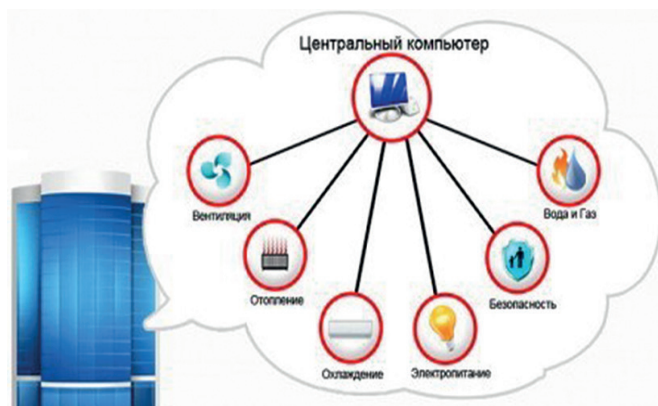 Центральный компьютер
Вентиляция
Вода и Газ
Отопление
Безопасность
Охлаждение
Электропитание